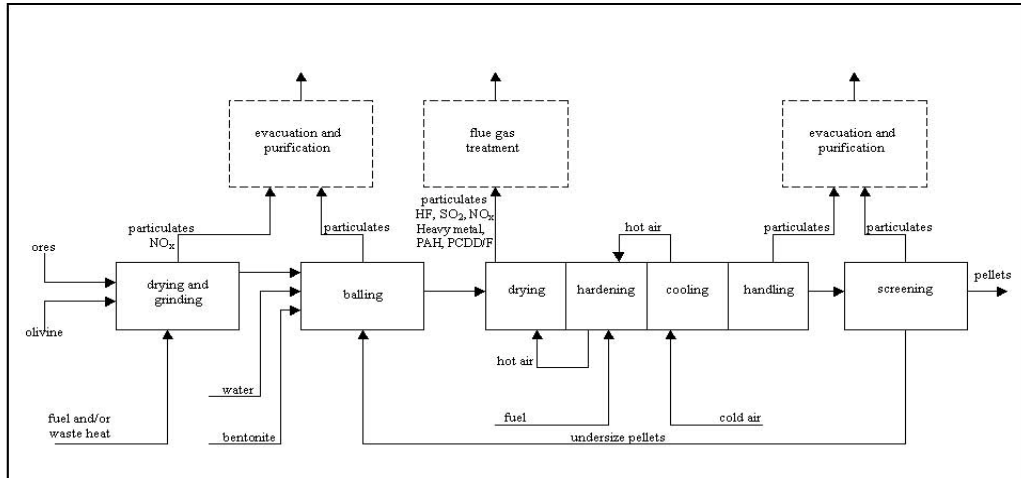 evacuation and
purification
flue gas
treatment
evacuation and
purification
particulates
NOx
particulates
particulates
HF, SO2, NOx
Heavy metal,
PAH, PCDD/F
hot air
particulates
particulates
ores
olivine
drying and
grinding
balling
drying
hardening
cooling
handling
screening
pellets
hot air
water
fuel and/or
waste heat
bentonite
fuel
cold air
undersize pellets